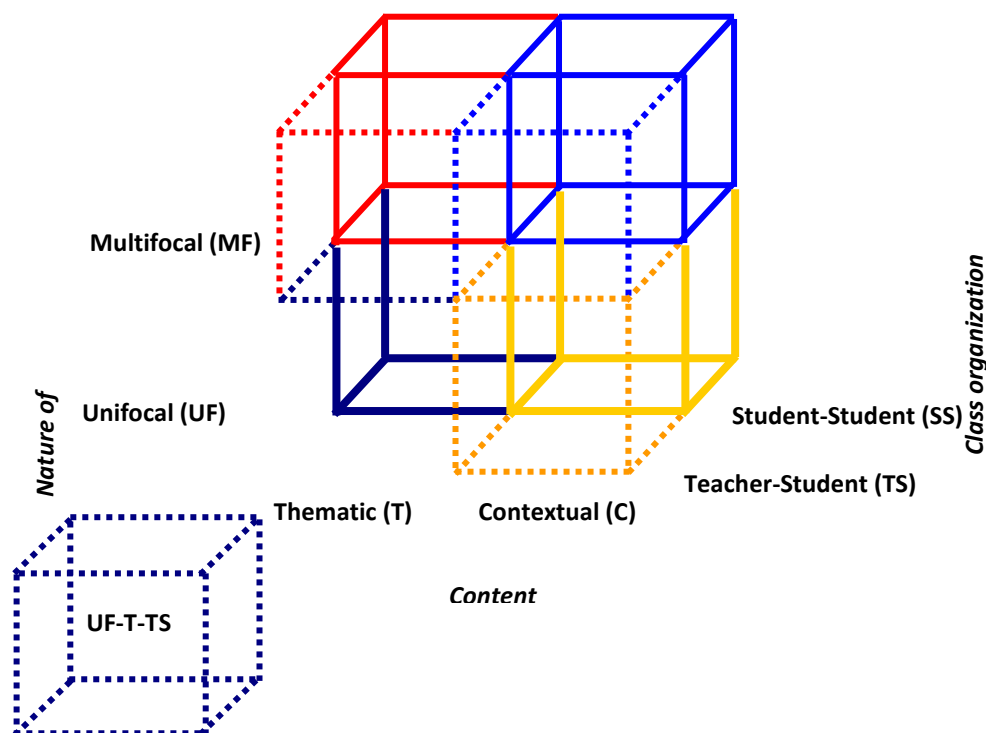 Multifocal (MF)
Unifocal (UF)
Nature of
Class organization
Student-Student (SS)
Teacher-Student (TS)
Thematic (T)
Contextual (C)
Content
UF-T-TS